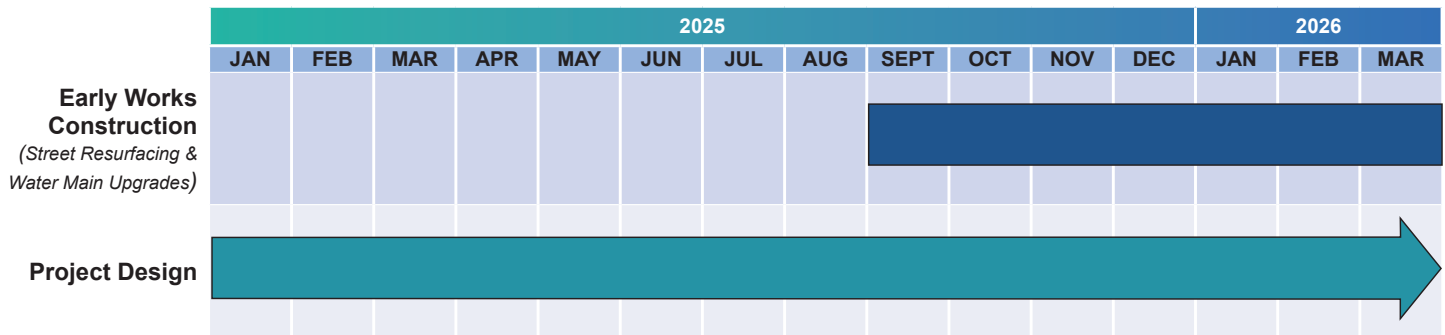 2025 2026
JAN FEB MAR APR MAY JUN JUL AUG SEPT OCT NOV DEC JAN FEB MAR
Early Works
Construction
(Street Resurfacing &
Water Main Upgrades)
Project Design